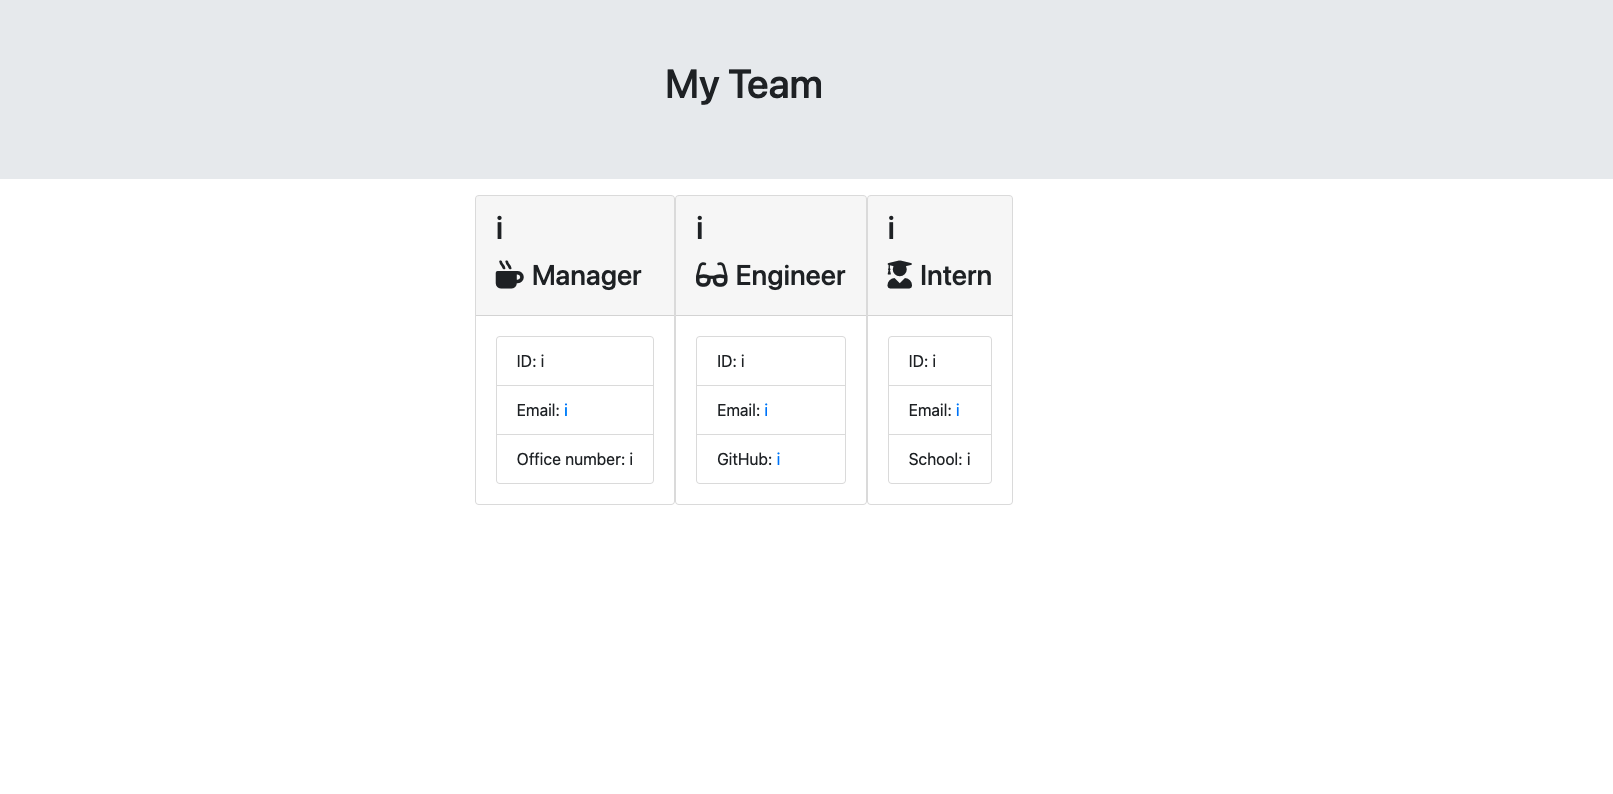 My Team
i
Manager
ID: i
Email: i
Office number: i
i
Engineer
ID: i
Email: i
GitHub: i
i
Intern
ID: i
Email: i
School: i